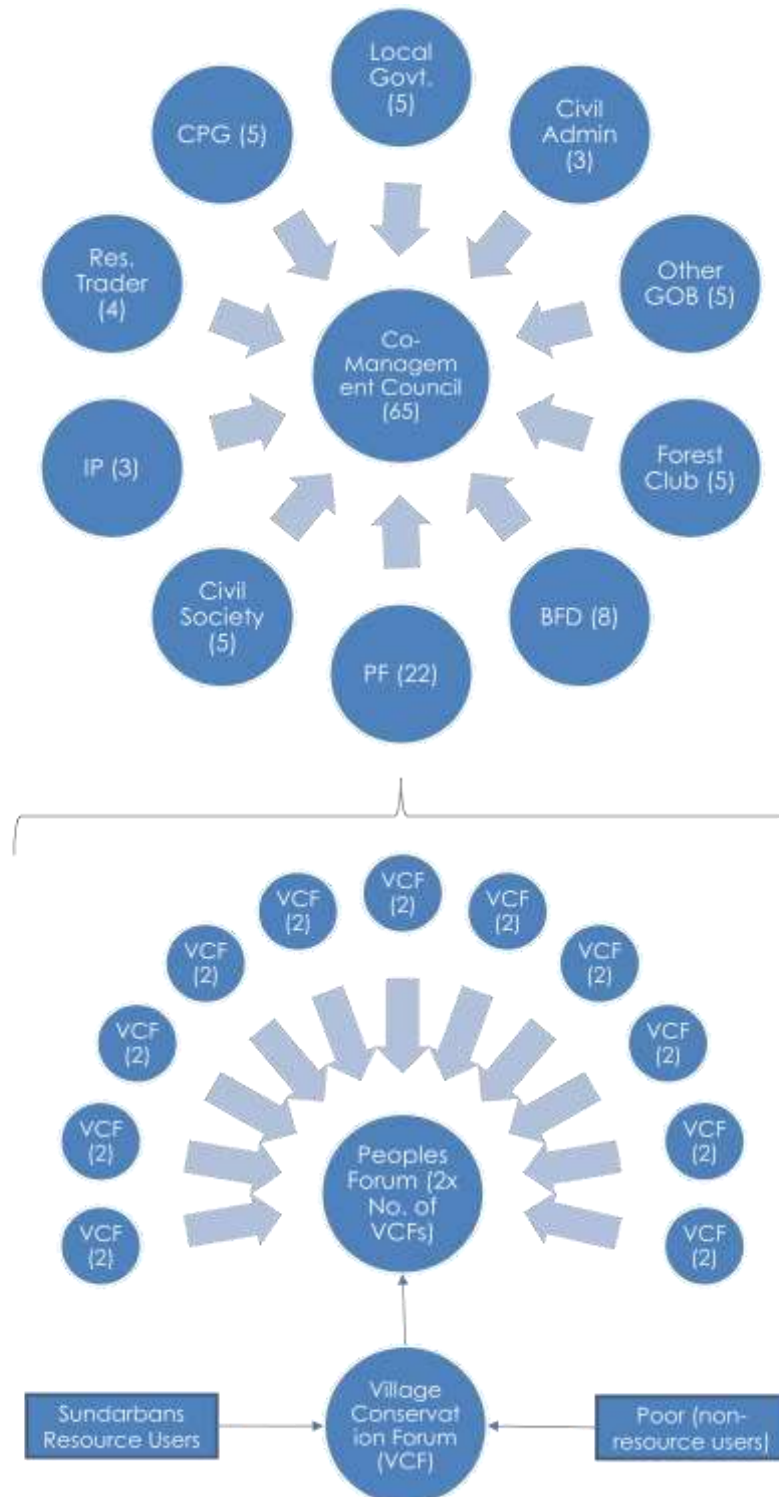 Local
Govt.
(5)
CPG (5)
Civil
Admin
(3)
Res.
Trader
(4)
Other
GOB (5)
Co-
Managem
ent Council
(65)
IP (3)
Forest
Club (5)
Civil
Society
(5)
BFD (8)
PF (22)
VCF
(2)
VCF
(2)
VCF
(2)
VCF
(2)
VCF
(2)
VCF
(2)
VCF
(2)
VCF
(2)
VCF
(2)
VCF
(2)
VCF
(2)
Peoples
Forum (2x
No. of
VCFs)
Sundarbans
Resource Users
Village
Conservat
ion Forum
(VCF)
Poor (non-
resource users)